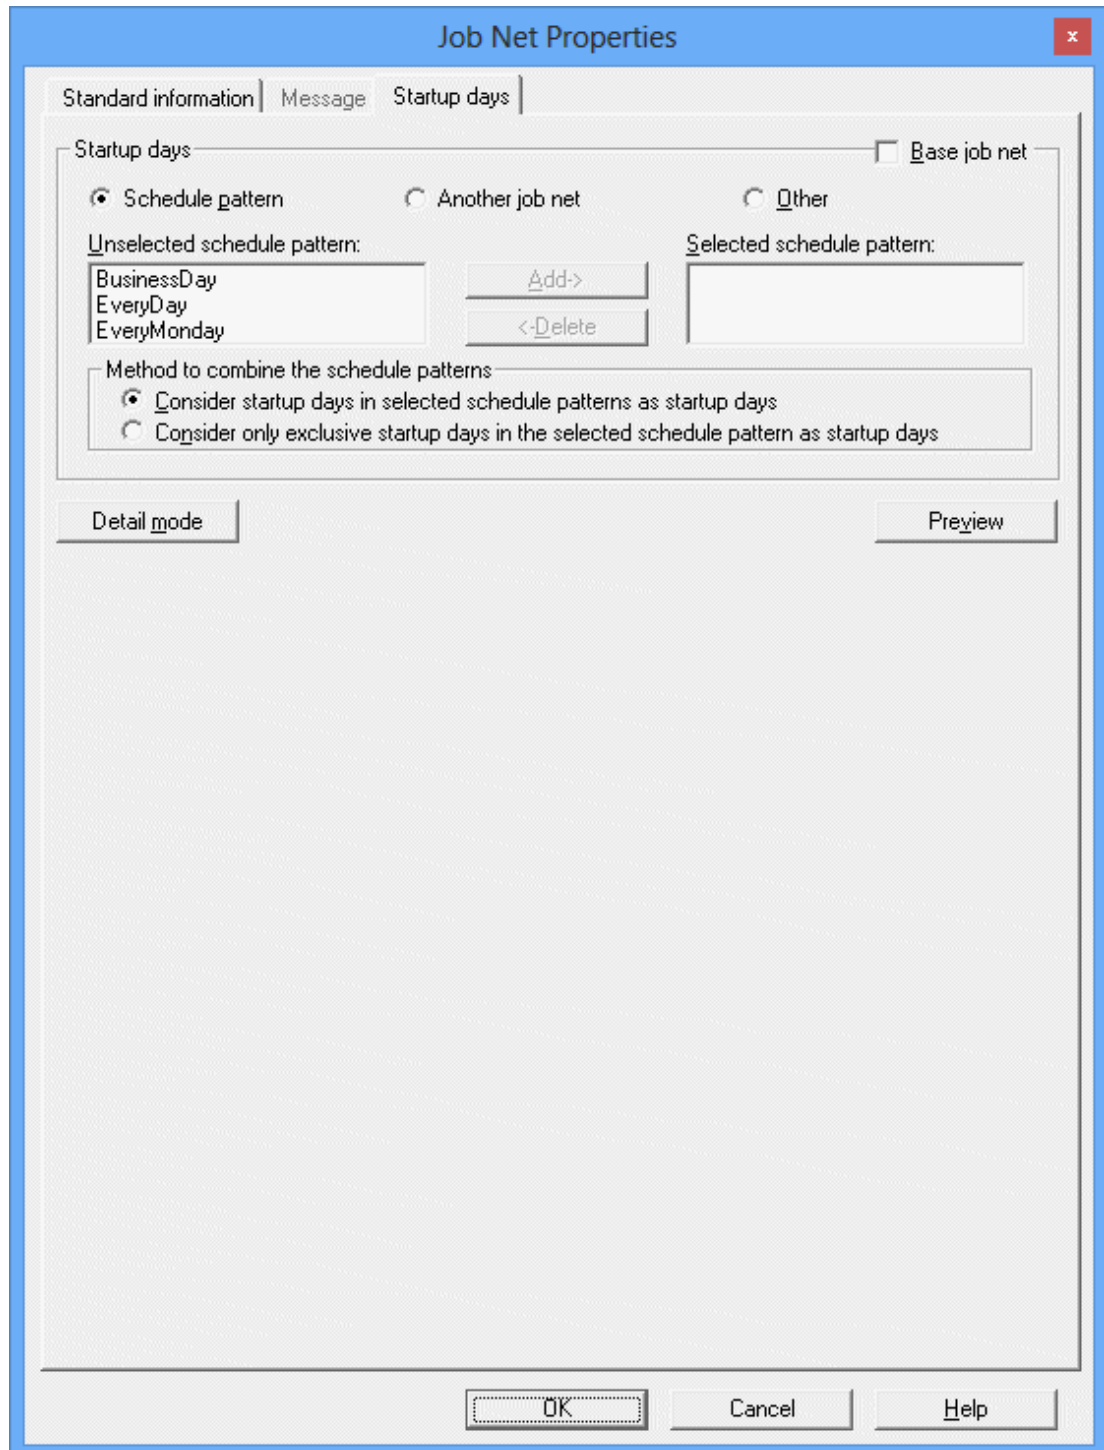 Job Net Properties
x
Standard information Message Startup days
Startup days Base job net
Schedule pattern Another job net Other
Unselected schedule pattern: Selected schedule pattern:
BusinessDay
EveryDay
EveryMonday
Add->
<-Delete
Method to combine the schedule patterns
Consider startup days in selected schedule patterns as startup days
Consider only exclusive startup days in the selected schedule pattern as startup days
Detail mode Preview
OK Cancel Help